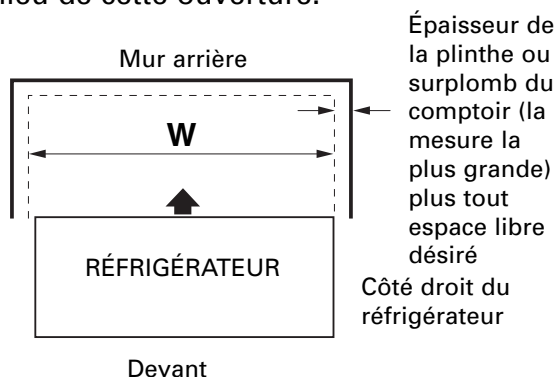 lieu de cette ouverture.
Mur arrière
Épaisseur de
la plinthe ou
surplomb du
comptoir (la
mesure la
plus grande)
plus tout
espace libre
désiré
W
RÉFRIGÉRATEUR
Côté droit du
réfrigérateur
Devant